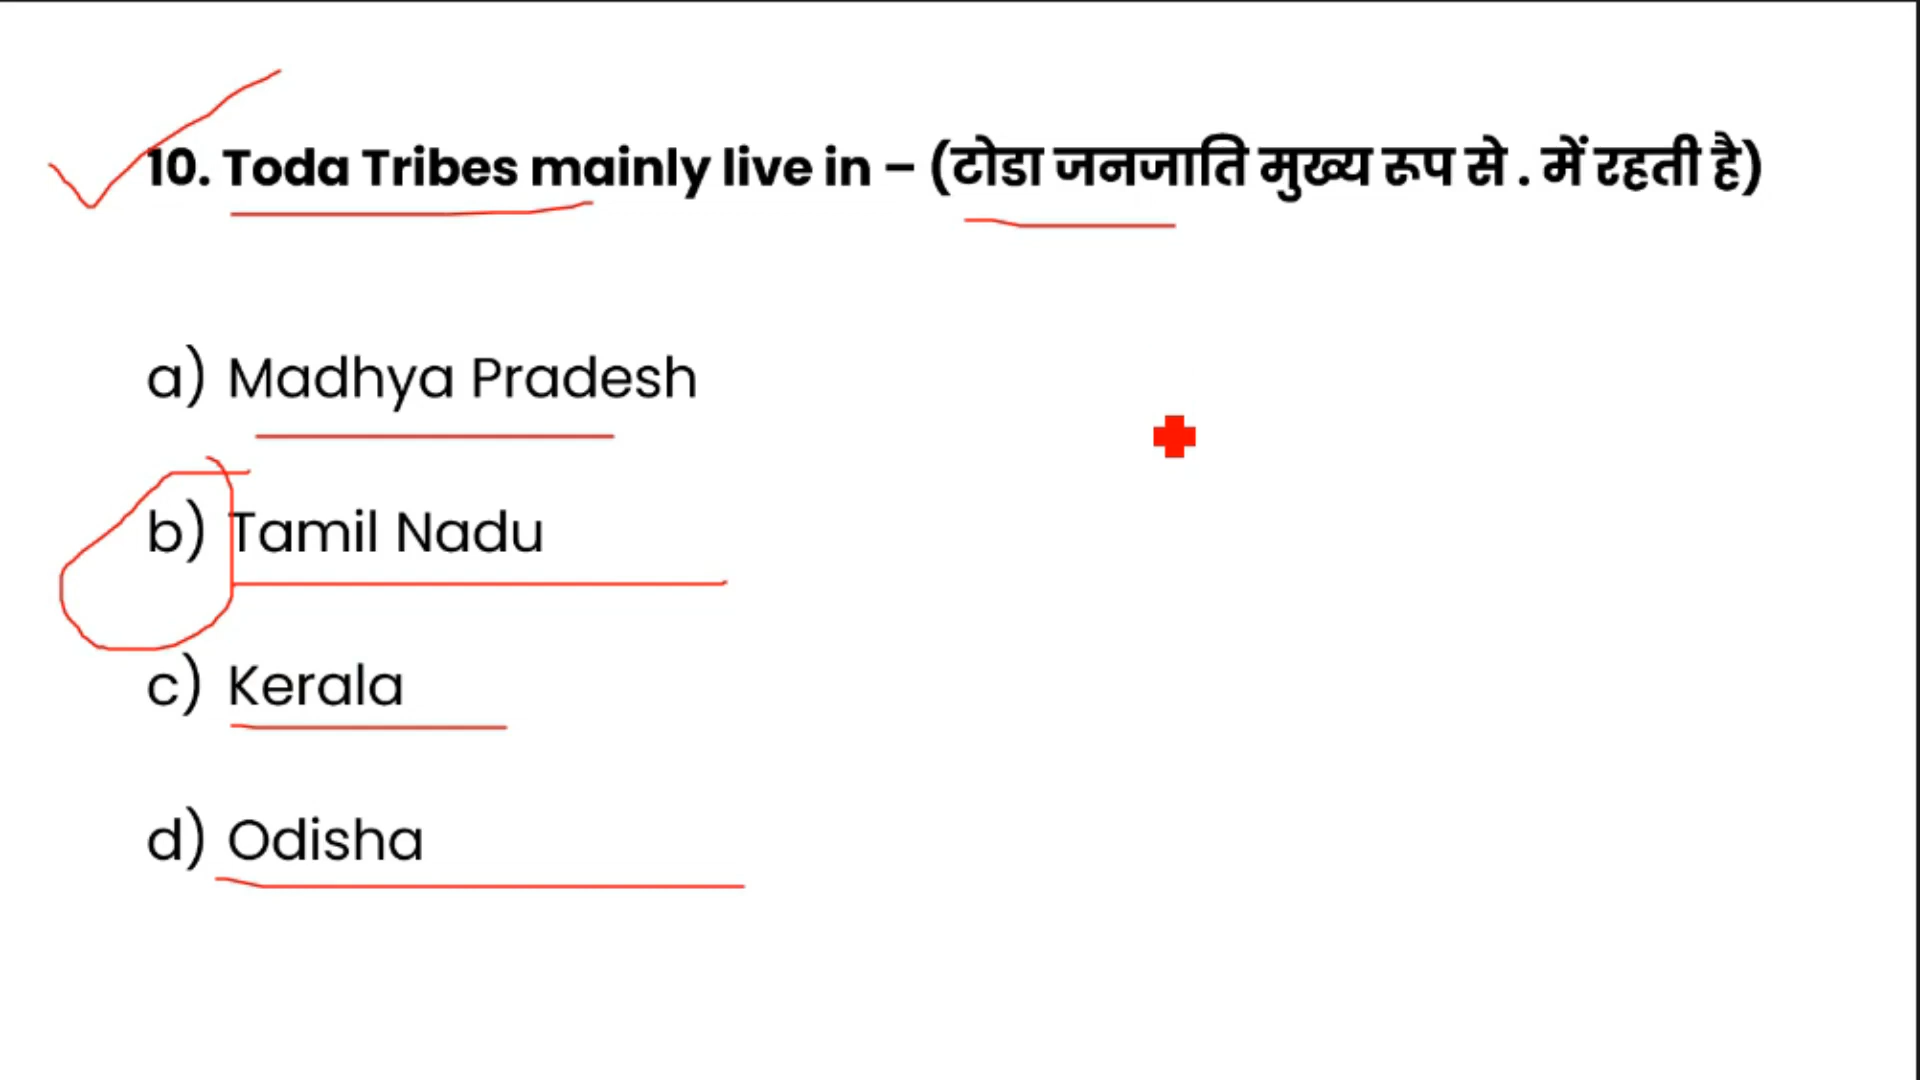 10. Toda Tribes mainly live in – (टोडा जनजाति मुख्य रूप से . में रहती है)
a) Madhya Pradesh
b) Tamil Nadu
c) Kerala
d) Odisha